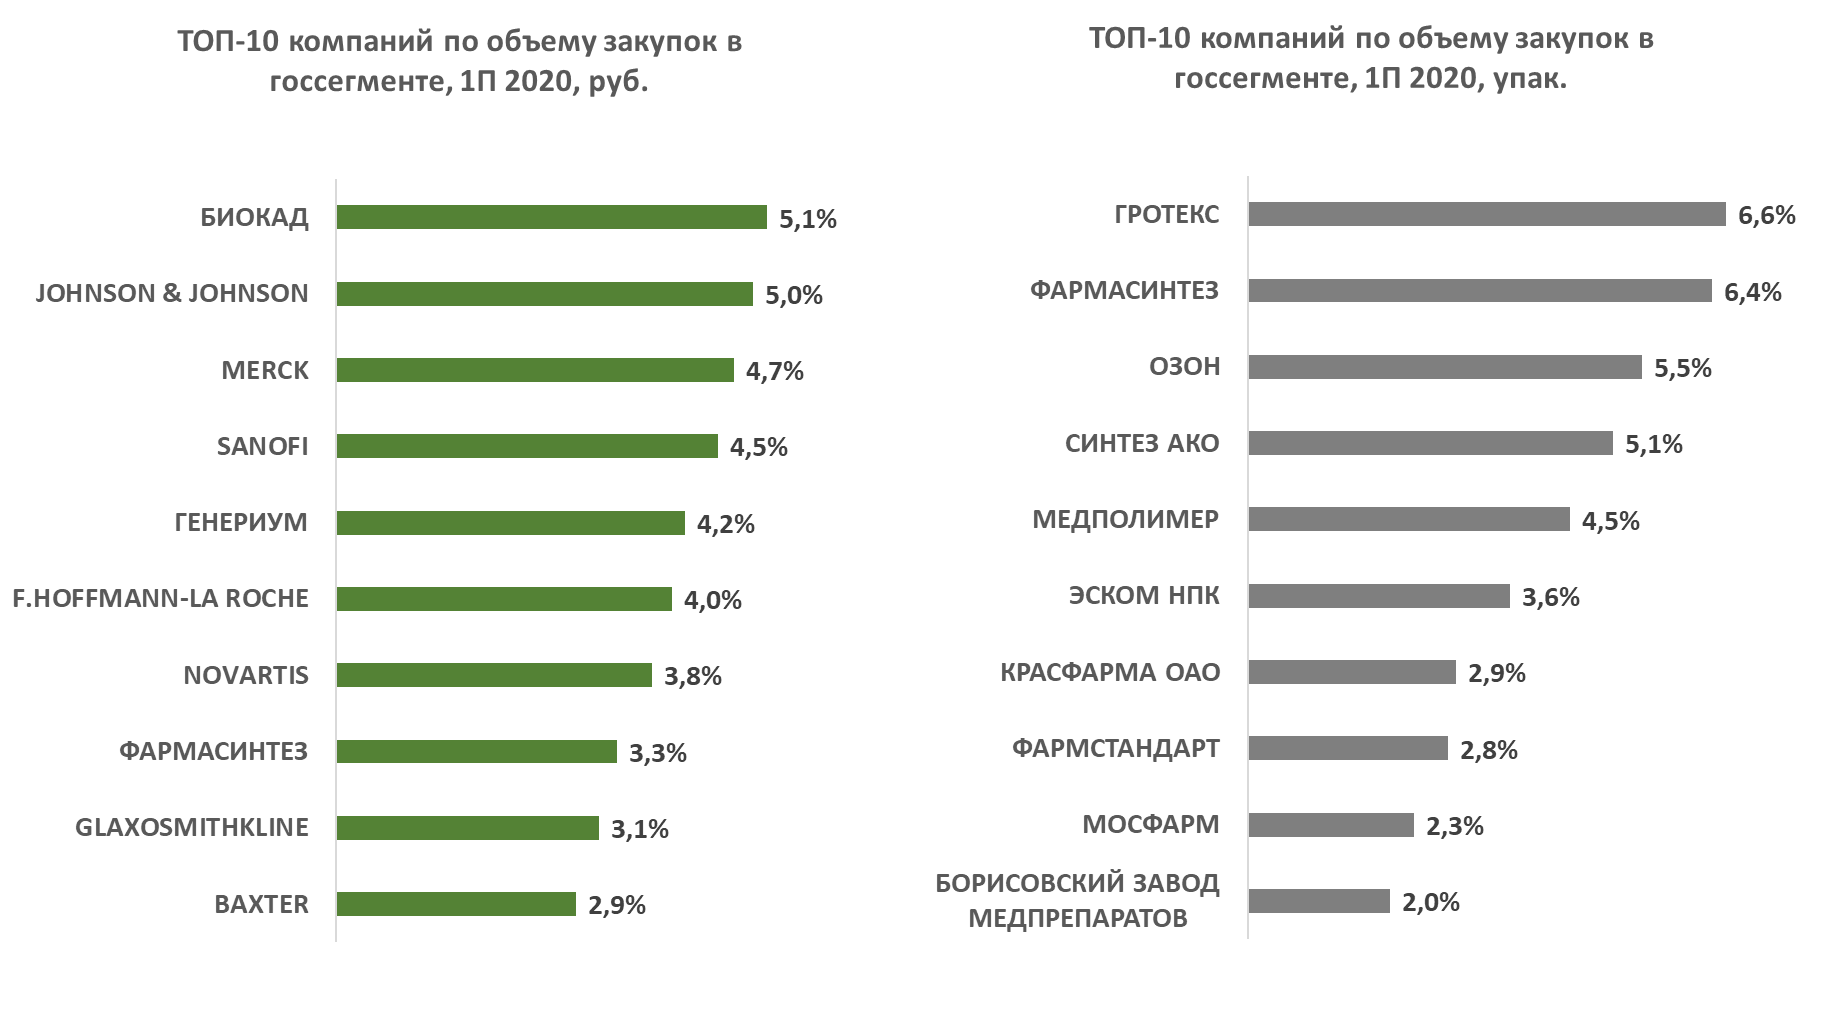 ТОП-10 компаний по объему закупок в
госсегменте, 1П 2020, руб.
БИОКАД 5,1%
JOHNSON & JOHNSON 5,0%
MERCK 4,7%
SANOFI 4,5%
ГЕНЕРИУМ 4,2%
F.HOFFMANN-LA ROCHE 4,0%
NOVARTIS 3,8%
ФАРМАСИНТЕЗ 3,3%
GLAXOSMITHKLINE 3,1%
BAXTER 2,9%
ТОП-10 компаний по объему закупок в
госсегменте, 1П 2020, упак.
ГРОТЕКС 6,6%
ФАРМАСИНТЕЗ 6,4%
ОЗОН 5,5%
СИНТЕЗ АКО 5,1%
МЕДПОЛИМЕР 4,5%
ЭСКОМ НПК 3,6%
КРАСФАРМА ОАО 2,9%
ФАРМСТАНДАРТ 2,8%
МОСФАРМ 2,3%
БОРИСОВСКИЙ ЗАВОД
МЕДПРЕПАРАТОВ 2,0%